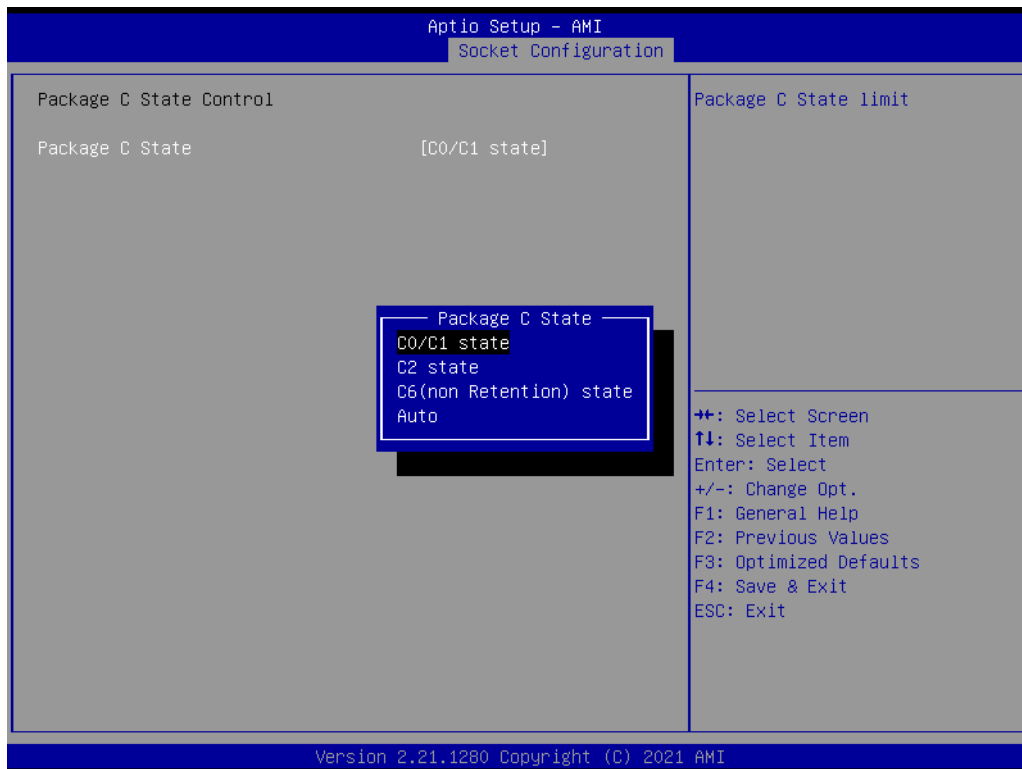 Aptio Setup – AMI
Socket Configuration
Package C State Control
Package C State [C0/C1 state]
Package C State
C0/C1 state
C2 state
C6(non Retention) state
Auto
Package C State limit
→←: Select Screen
↑↓: Select Item
Enter: Select
+/-: Change Opt.
F1: General Help
F2: Previous Values
F3: Optimized Defaults
F4: Save & Exit
ESC: Exit
Version 2.21.1280 Copyright (C) 2021 AMI